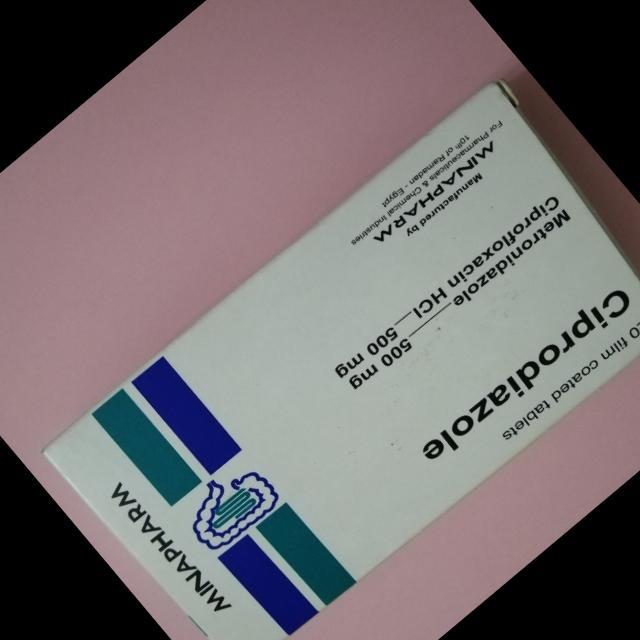 20 film coated tablets
Ciprodiazole
Ciprofloxacin HCl 500 mg
Metronidazole 500 mg
Manufactured by
MINAPHARM
For Pharmaceuticals & Chemical Industries
10th of Ramadan - Egypt
MINAPHARM